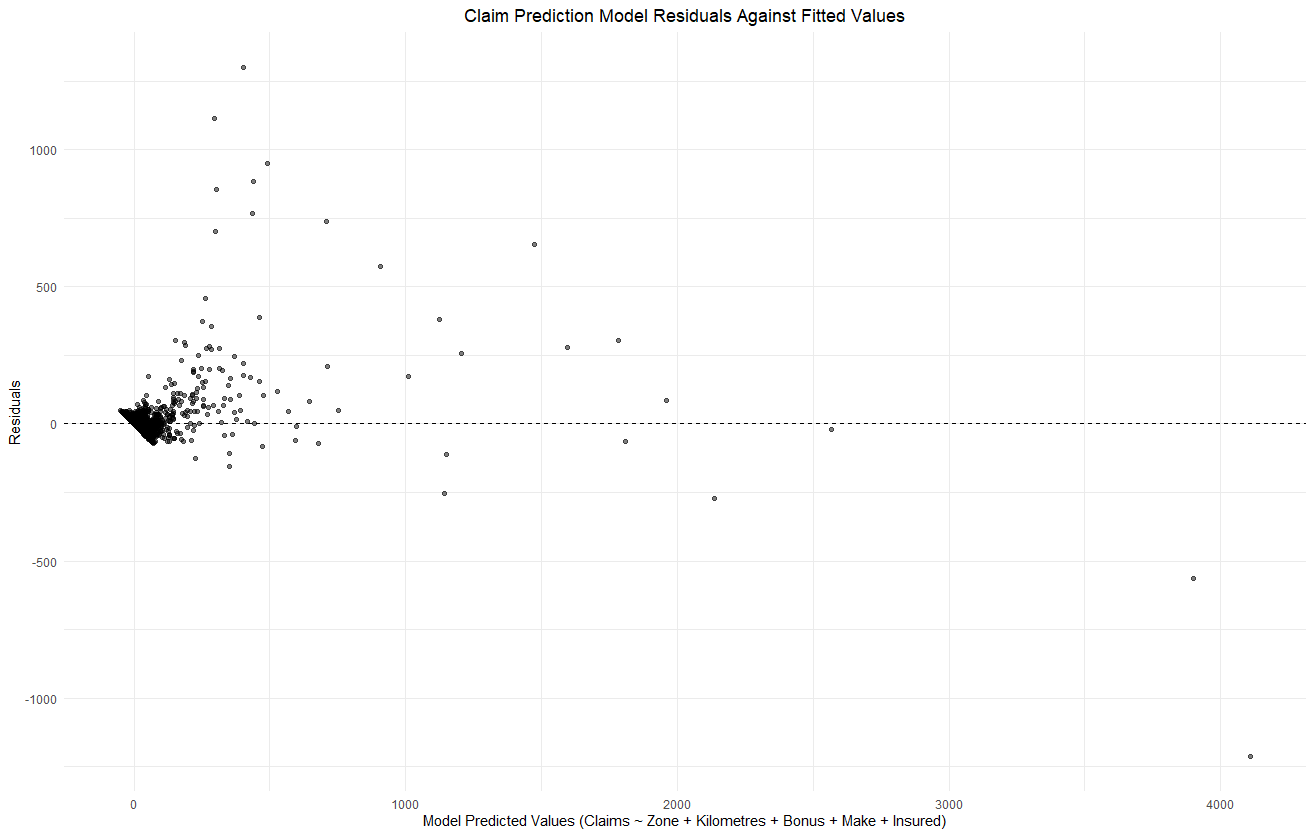 Claim Prediction Model Residuals Against Fitted Values
Residuals
1000
500
0
-500
-1000
0 1000 2000 3000 4000
Model Predicted Values (Claims ~ Zone + Kilometres + Bonus + Make + Insured)